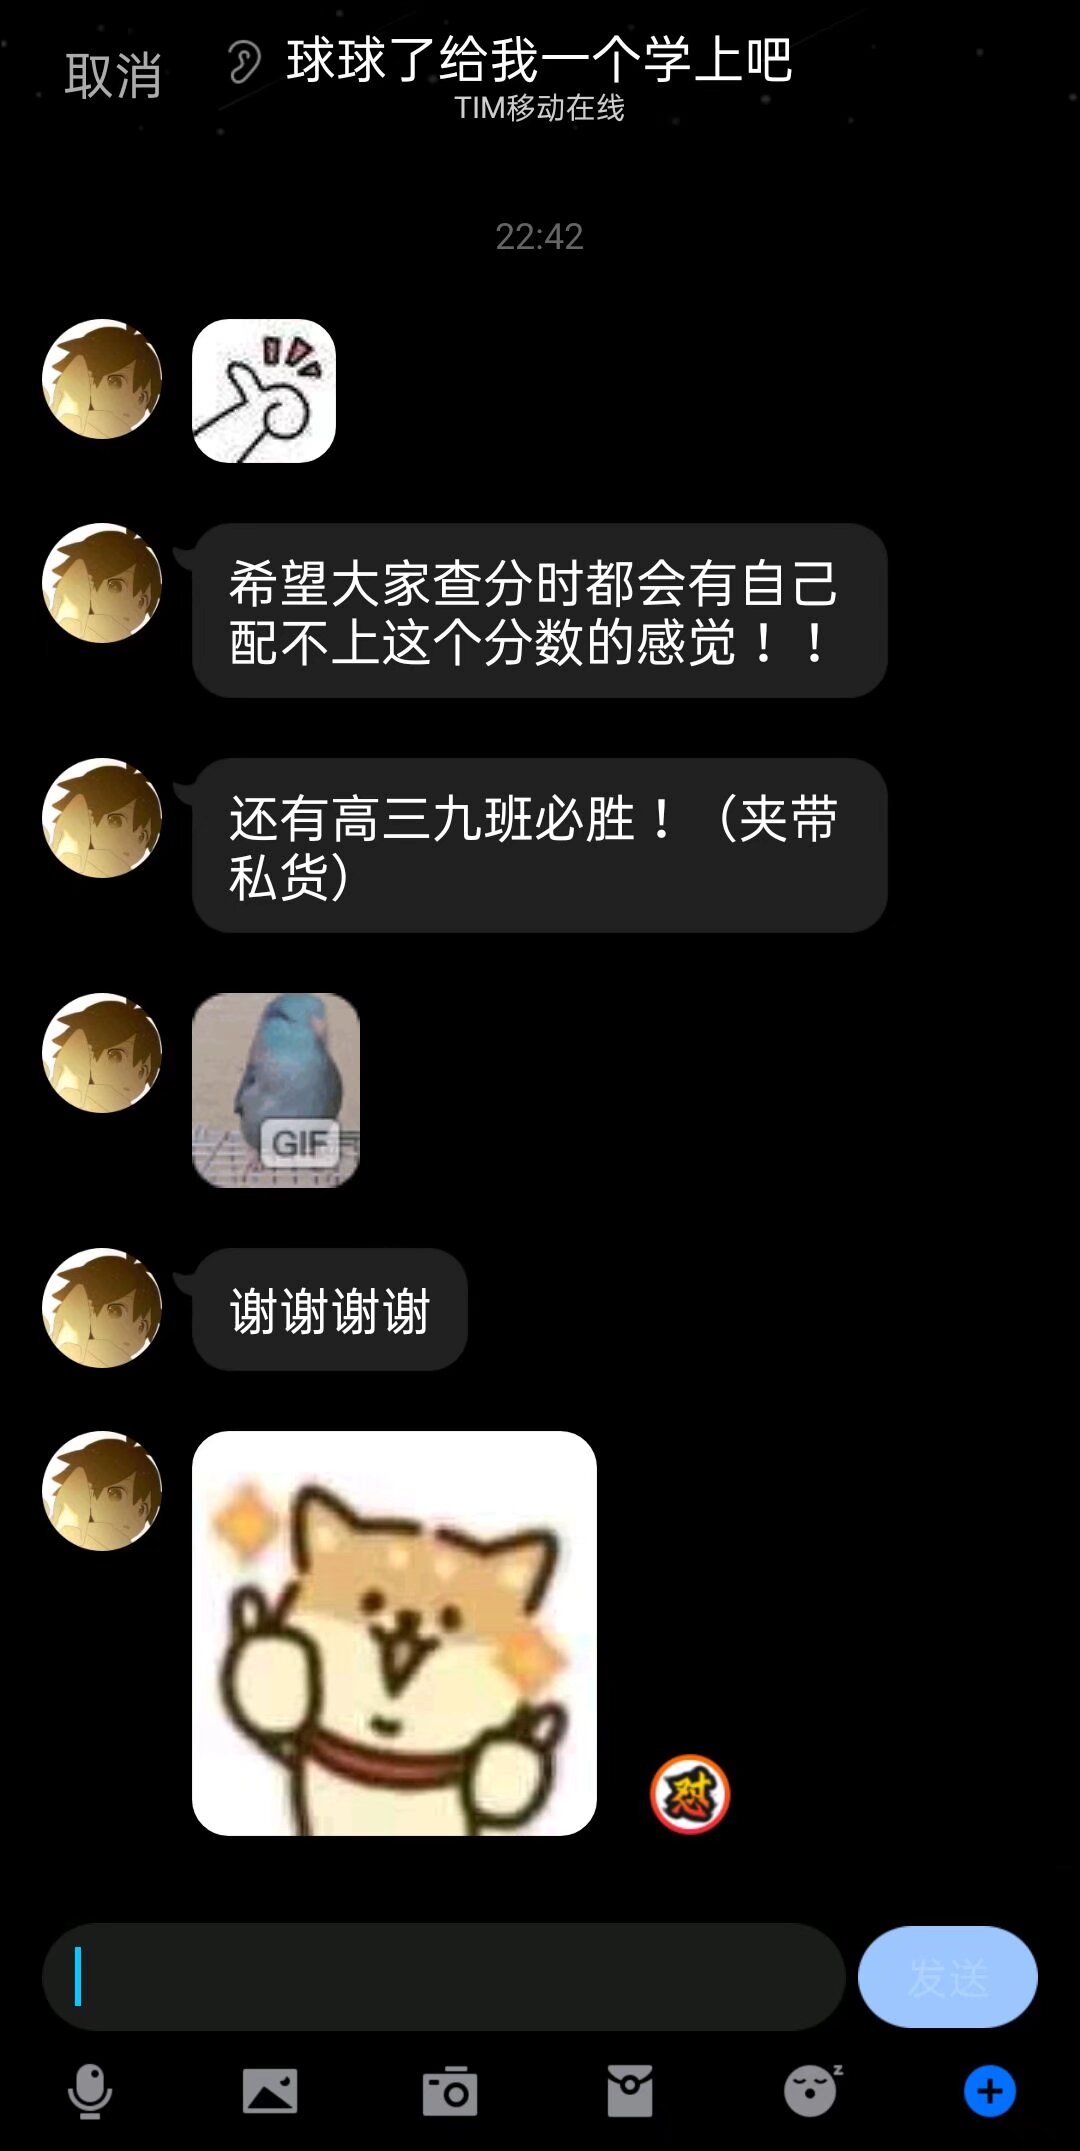 取消
球球了给我一个学上吧
TIM移动在线
22:42
希望大家查分时都会有自己
配不上这个分数的感觉！！
还有高三九班必胜！（夹带
私货）
GIF
谢谢谢谢
怼
发送